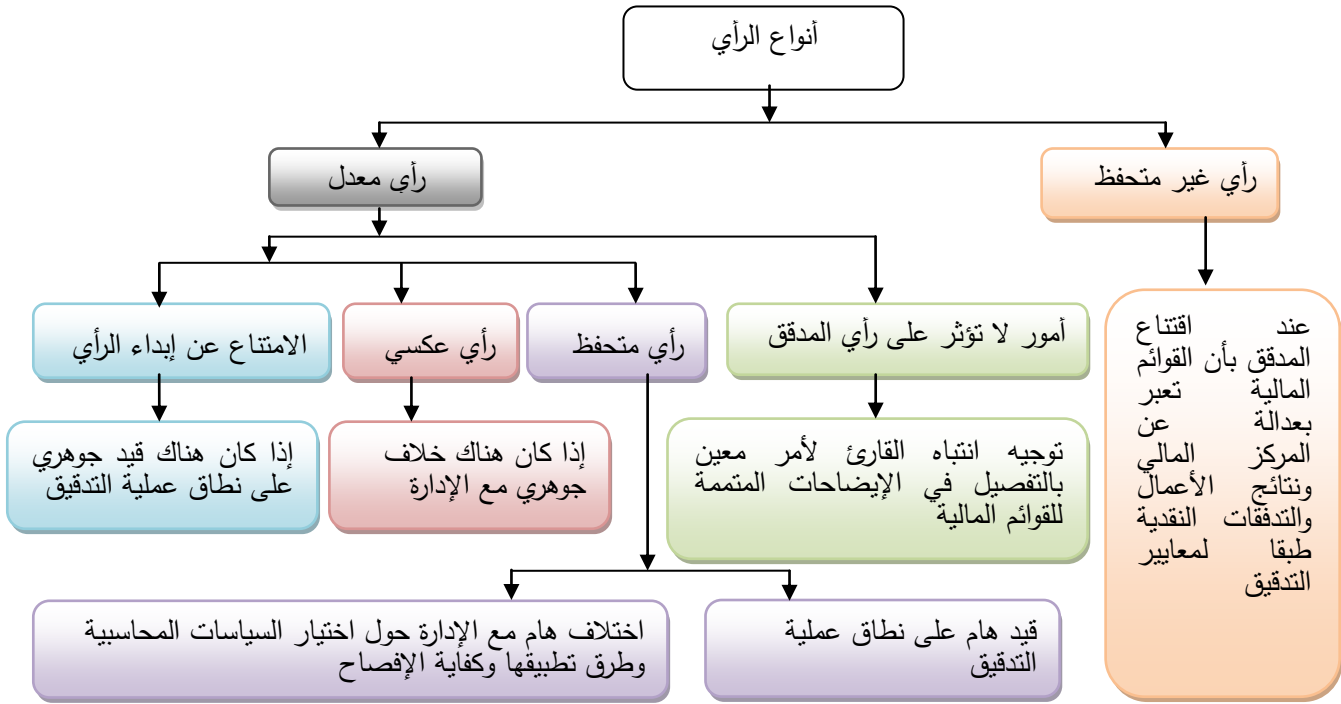 أنواع الرأي
رأي غير متحفظ
رأي معدل
أمور لا تؤثر على رأي المدقق
رأي متحفظ
رأي عكسي
الامتناع عن إبداء الرأي
عند اقتناع
المدقق بأن القوائم
المالية تعبر
بعدالة عن
المركز المالي
ونتائج الأعمال
والتدفقات النقدية
طبقا لمعايير
التدقيق
توجيه انتباه القارئ لأمر معين
بالتفصيل في الإيضاحات المتممة
للقوائم المالية
إذا كان هناك خلاف
جوهري مع الإدارة
إذا كان هناك قيد جوهري
على نطاق عملية التدقيق
قيد هام على نطاق عملية
التدقيق
اختلاف هام مع الإدارة حول اختيار السياسات المحاسبية
وطرق تطبيقها وكفاية الإفصاح